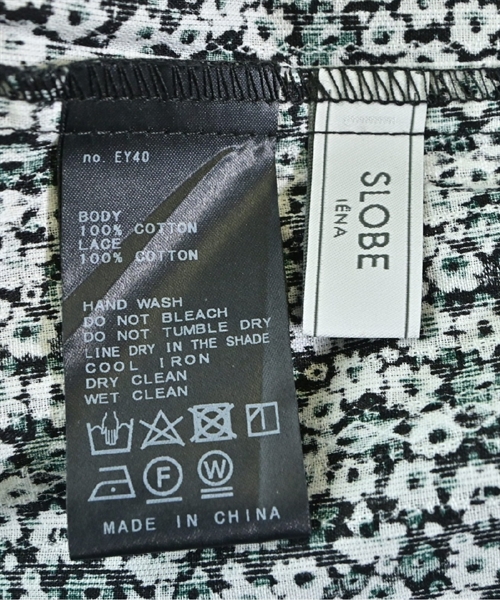 no. EY40
BODY
100% COTTON
LACE
100% COTTON
HAND WASH
DO NOT BLEACH
DO NOT TUMBLE DRY
LINE DRY IN THE SHADE
COOL IRON
DRY CLEAN
WET CLEAN
F
W
MADE IN CHINA
SLOBE
IENA